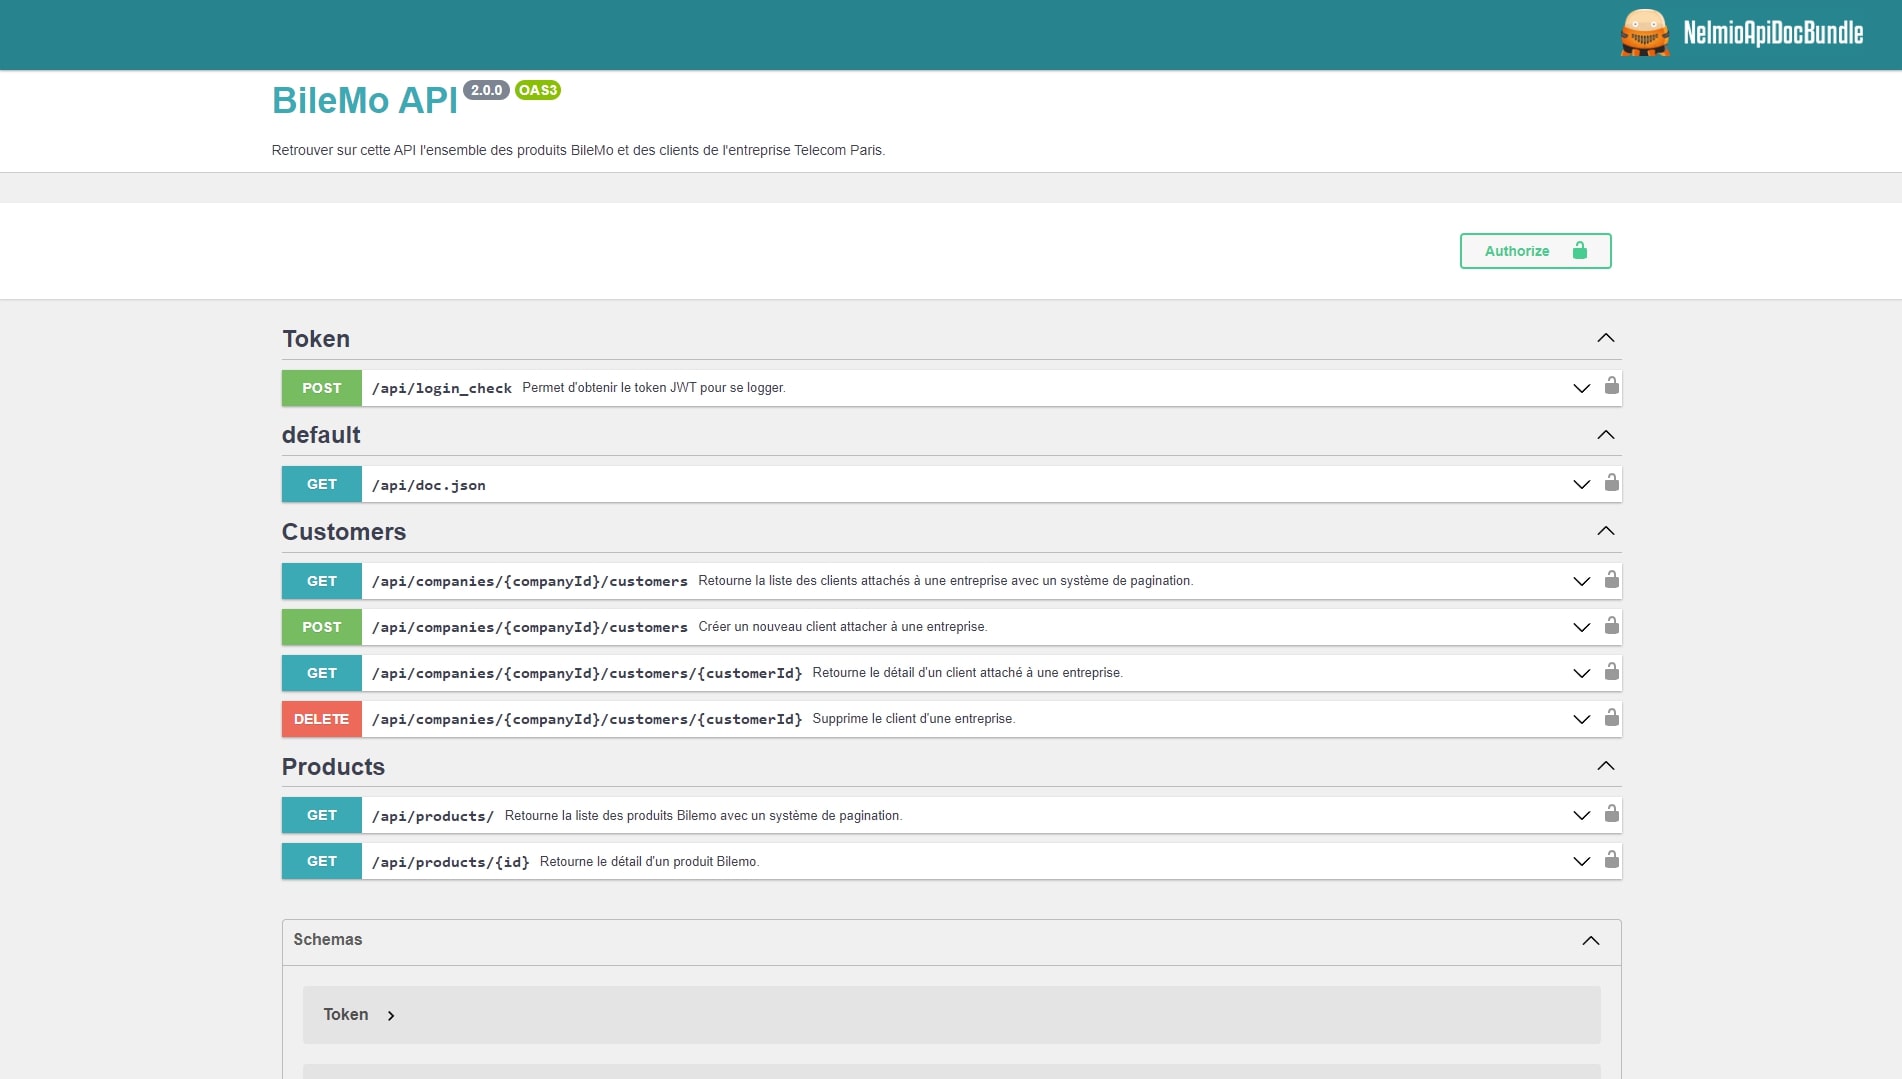 NelmioApiDocBundle
BileMo API 2.0.0 OAS3
Retrouver sur cette API l'ensemble des produits BileMo et des clients de l'entreprise Telecom Paris.
Authorize
Token
POST /api/login_check Permet d'obtenir le token JWT pour se logger.
default
GET /api/doc.json
Customers
GET /api/companies/{companyId}/customers Retourne la liste des clients attachés à une entreprise avec un système de pagination.
POST /api/companies/{companyId}/customers Créer un nouveau client attacher à une entreprise.
GET /api/companies/{companyId}/customers/{customerId} Retourne le détail d'un client attaché à une entreprise.
DELETE /api/companies/{companyId}/customers/{customerId} Supprime le client d'une entreprise.
Products
GET /api/products/ Retourne la liste des produits Bilemo avec un système de pagination.
GET /api/products/{id} Retourne le détail d'un produit Bilemo.
Schemas
Token